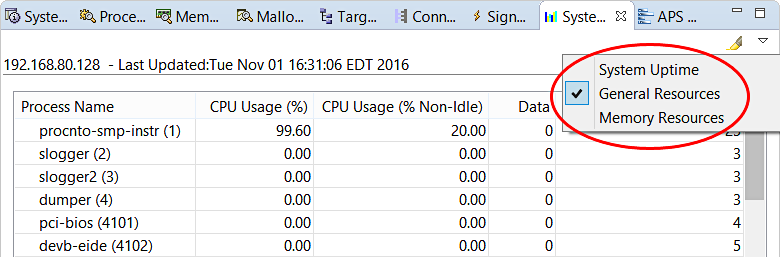 Syste... Proce... Mem... Mallo... Targ... Conn... Sign... Syste... APS ...
192.168.80.128 - Last Updated:Tue Nov 01 16:31:06 EDT 2016
System Uptime
General Resources
Memory Resources
Process Name CPU Usage (%) CPU Usage (% Non-Idle) Data
procnto-smp-instr (1) 99.60 20.00 0
slogger (2) 0.00 0.00 0 3
slogger2 (3) 0.00 0.00 0 3
dumper (4) 0.00 0.00 0 3
pci-bios (4101) 0.00 0.00 0 4
devb-eide (4102) 0.00 0.00 0 5